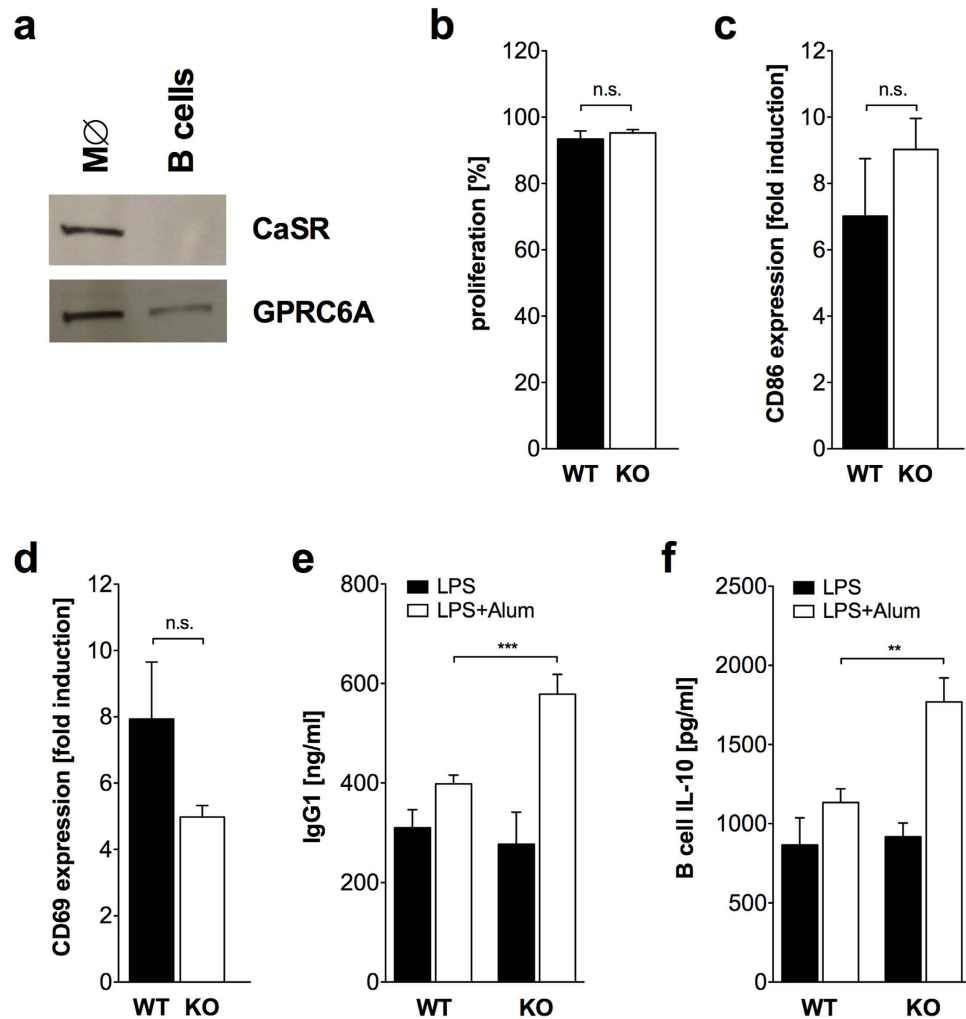 a
MØ
B cells
CaSR
GPRC6A
b
120
100
80
60
40
20
0
proliferation [%]
n.s.
WT KO
c
12
10
8
6
4
2
0
CD86 expression [fold induction]
n.s.
WT KO
d
12
10
8
6
4
2
0
CD69 expression [fold induction]
n.s.
WT KO
e
LPS
LPS+Alum
800
600
400
200
0
IgG1 [ng/ml]
***
WT KO
f
LPS
LPS+Alum
2500
2000
1500
1000
500
0
B cell IL-10 [pg/ml]
**
WT KO